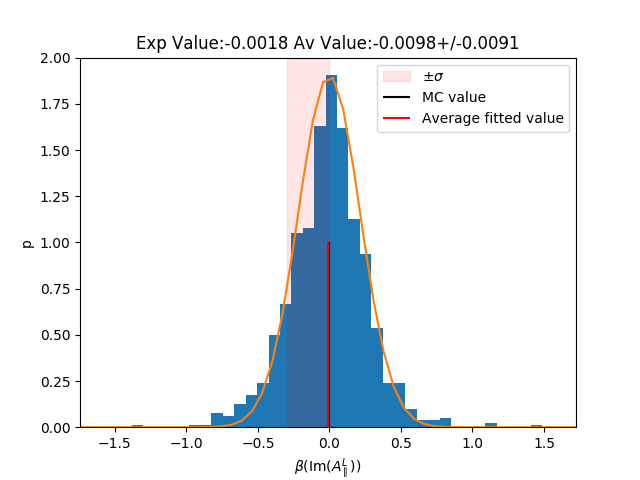 Exp Value:-0.0018 Av Value:-0.0098+/-0.0091
2.00
1.75
1.50
1.25
1.00
0.75
0.50
0.25
0.00
p
±σ
MC value
Average fitted value
−1.5 −1.0 −0.5 0.0 0.5 1.0 1.5
β(Im(A^L_∥))